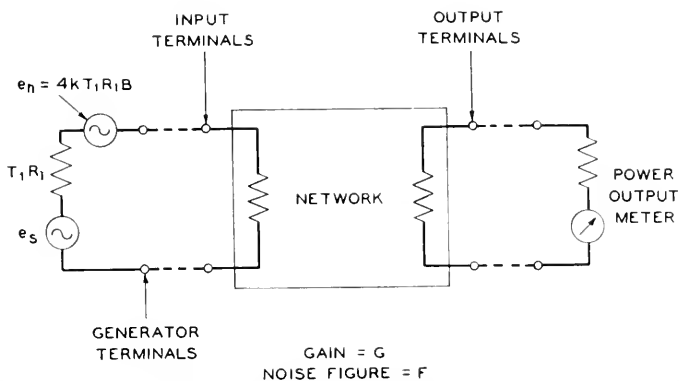 INPUT
TERMINALS
OUTPUT
TERMINALS
en = 4kT1R1B
T1R1
es
NETWORK
POWER
OUTPUT
METER
GENERATOR
TERMINALS
GAIN = G
NOISE FIGURE = F